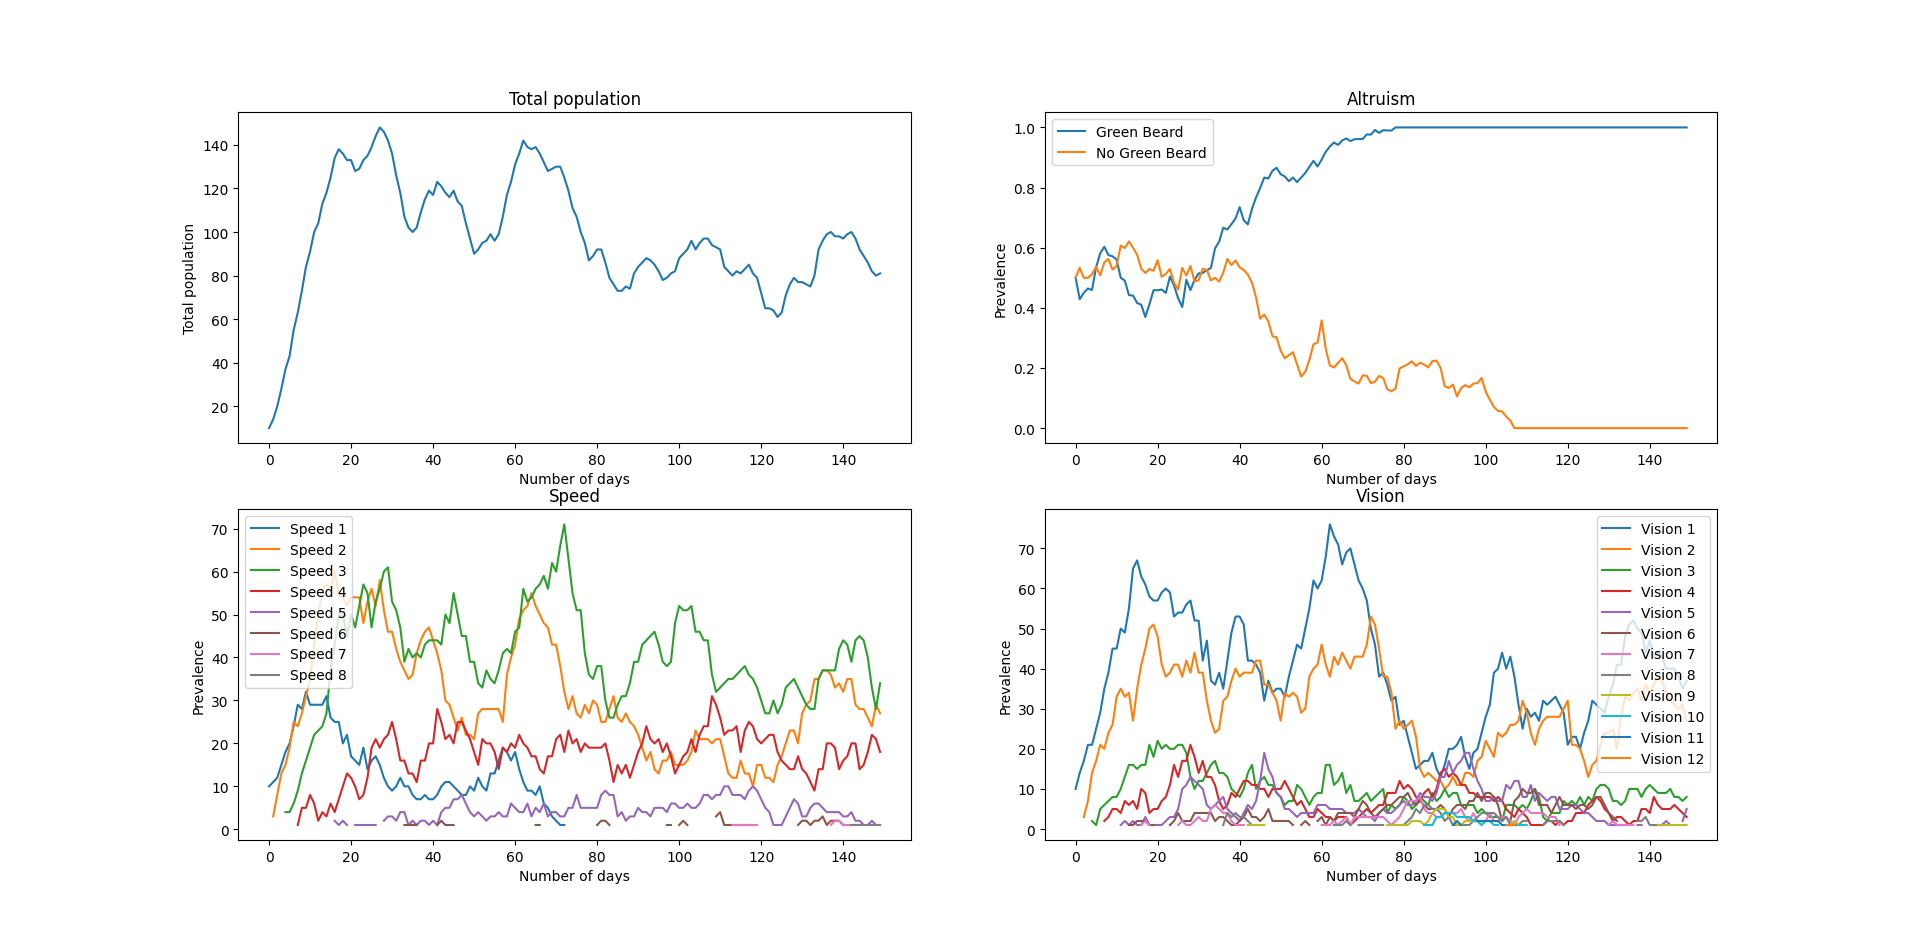 Total population
Total population
140
120
100
80
60
40
20
0 20 40 60 80 100 120 140
Number of days
Altruism
Prevalence
Green Beard
No Green Beard
1.0
0.8
0.6
0.4
0.2
0.0
0 20 40 60 80 100 120 140
Number of days
Speed
Prevalence
Speed 1
Speed 2
Speed 3
Speed 4
Speed 5
Speed 6
Speed 7
Speed 8
70
60
50
40
30
20
10
0
0 20 40 60 80 100 120 140
Number of days
Vision
Prevalence
Vision 1
Vision 2
Vision 3
Vision 4
Vision 5
Vision 6
Vision 7
Vision 8
Vision 9
Vision 10
Vision 11
Vision 12
70
60
50
40
30
20
10
0
0 20 40 60 80 100 120 140
Number of days